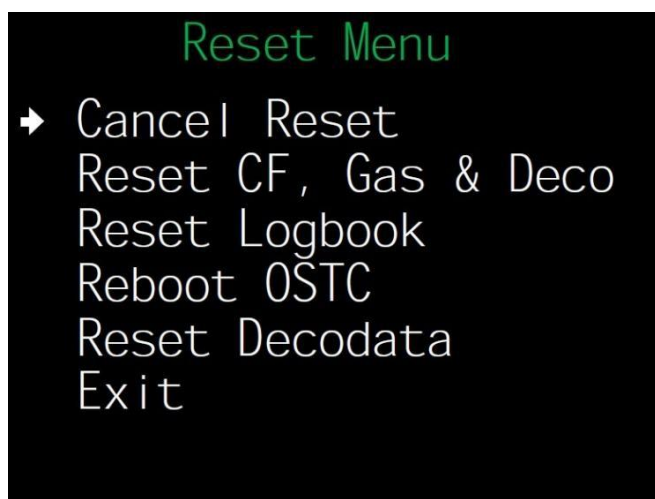 Reset Menu
Cancel Reset
Reset CF, Gas & Deco
Reset Logbook
Reboot OSTC
Reset Decodata
Exit